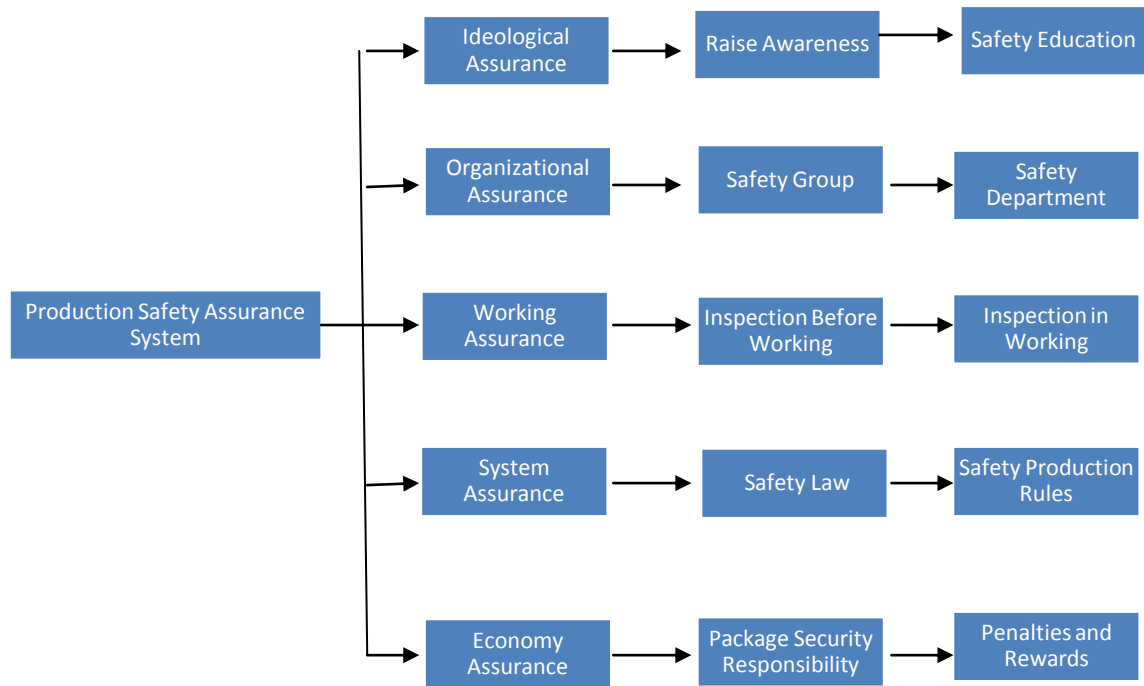 Ideological
Assurance
Raise Awareness
Safety Education
Organizational
Assurance
Safety Group
Safety
Department
Production Safety Assurance
System
Working
Assurance
Inspection Before
Working
Inspection in
Working
System
Assurance
Safety Law
Safety Production
Rules
Economy
Assurance
Package Security
Responsibility
Penalties and
Rewards